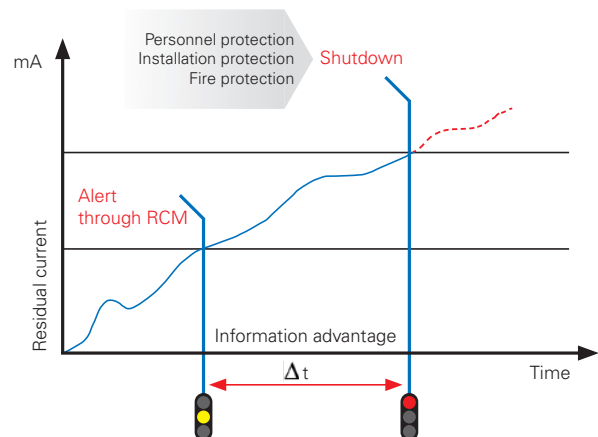 Personnel protection
Installation protection
Fire protection
Shutdown
mA
Alert
through RCM
Residual current
Information advantage
Δt
Time